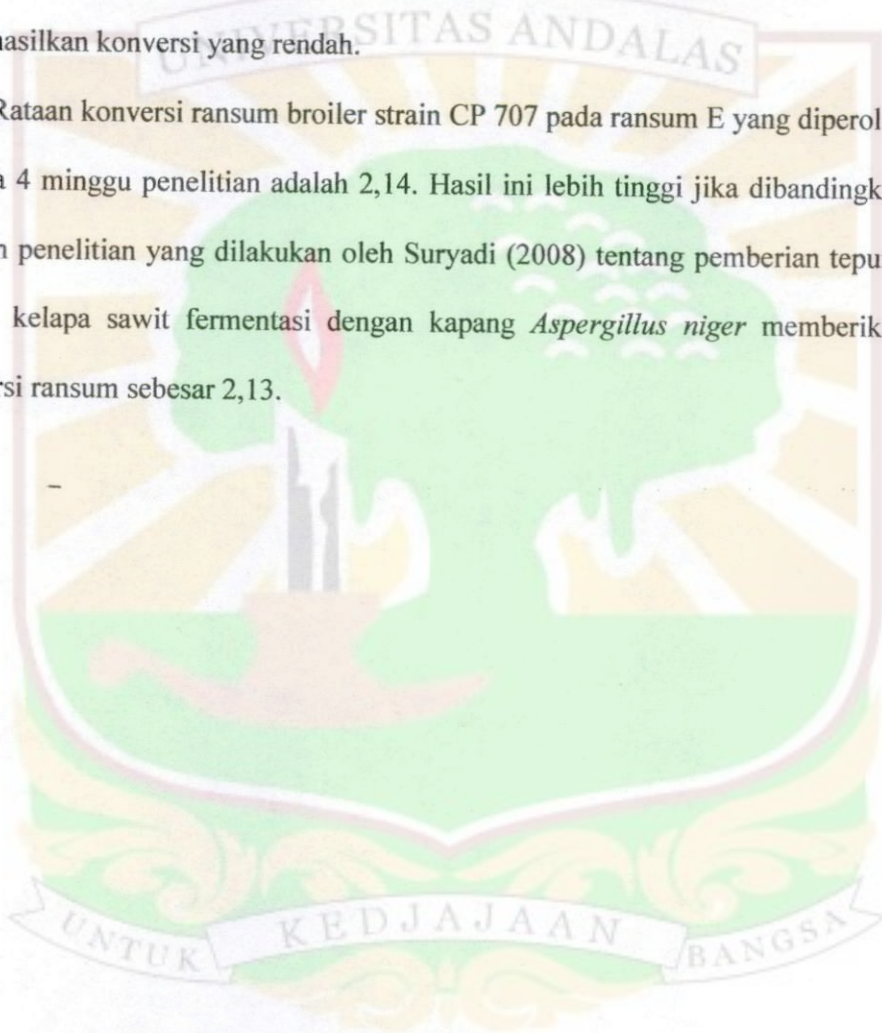 asilkan konversi yang rendah.
UNIVERSITAS ANDALAS
Rataan konversi ransum broiler strain CP 707 pada ransum E yang diperol
a 4 minggu penelitian adalah 2,14. Hasil ini lebih tinggi jika dibandingk
n penelitian yang dilakukan oleh Suryadi (2008) tentang pemberian tepu
kelapa sawit fermentasi dengan kapang Aspergillus niger memberik
rsi ransum sebesar 2,13.
UNTUK KEDJAJAAN BANGSA